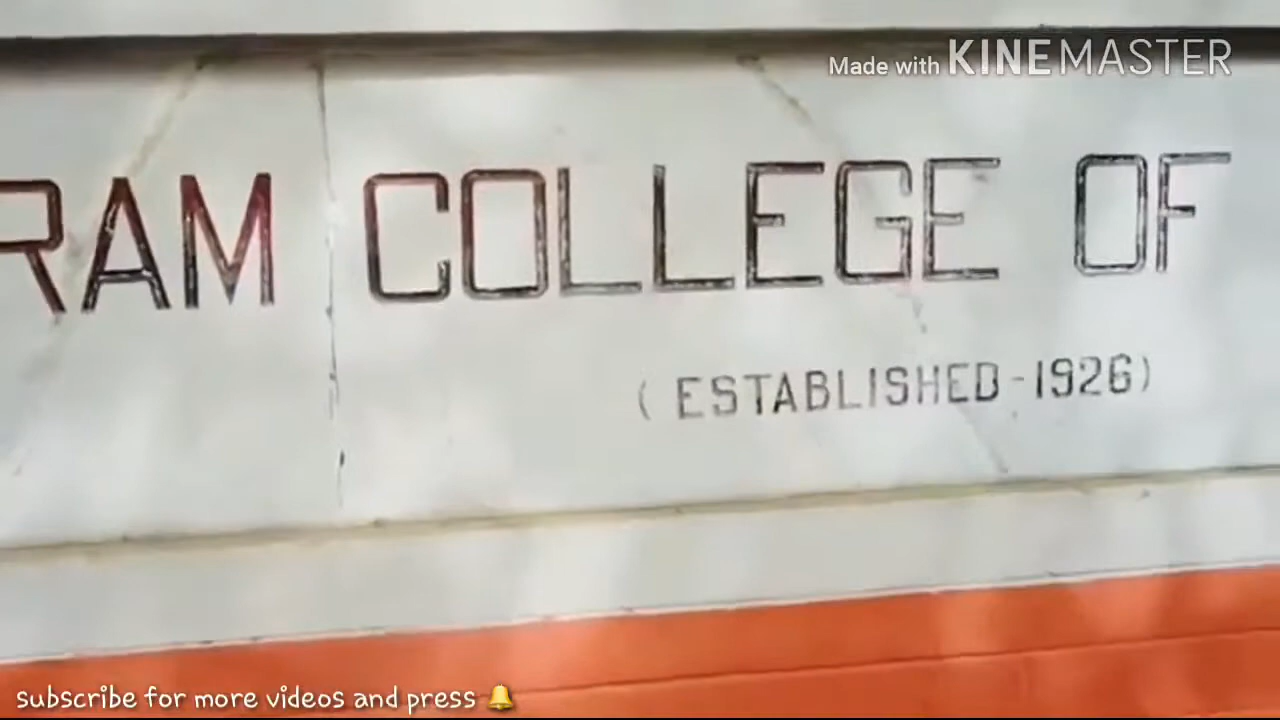 Made with KINEMASTER
RAM COLLEGE OF
( ESTABLISHED-1926)
subscribe for more videos and press